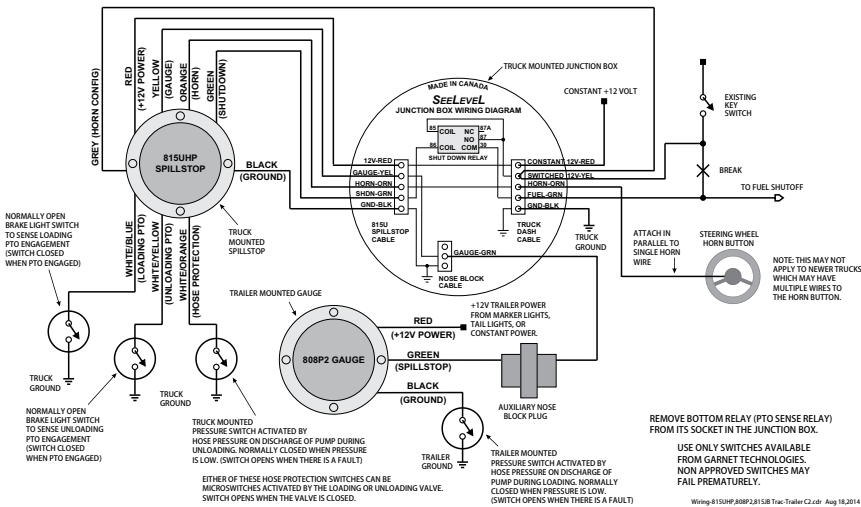 GREY (HORN CONFIG)
RED
(+12V POWER)
YELLOW
(GAUGE)
ORANGE
(HORN)
GREEN
(SHUTDOWN)
815UHP
SPILLSTOP
BLACK
(GROUND)
TRUCK
MOUNTED
SPILLSTOP
WHITE/BLUE
(LOADING PTO)
WHITE/YELLOW
(UNLOADING PTO)
WHITE/ORANGE
(HOSE PROTECTION)
NORMALLY OPEN
BRAKE LIGHT SWITCH
TO SENSE LOADING
PTO ENGAGEMENT
(SWITCH CLOSED
WHEN PTO ENGAGED)
TRUCK
GROUND
NORMALLY OPEN
BRAKE LIGHT SWITCH
TO SENSE UNLOADING
PTO ENGAGEMENT
(SWITCH CLOSED
WHEN PTO ENGAGED)
TRUCK
GROUND
TRUCK MOUNTED
PRESSURE SWITCH ACTIVATED BY
HOSE PRESSURE ON DISCHARGE OF PUMP DURING
UNLOADING. NORMALLY CLOSED WHEN PRESSURE
IS LOW. (SWITCH OPENS WHEN THERE IS A FAULT)
EITHER OF THESE HOSE PROTECTION SWITCHES CAN BE
MICROSWITCHES ACTIVATED BY THE LOADING OR UNLOADING VALVE.
SWITCH OPENS WHEN THE VALVE IS CLOSED.
TRUCK MOUNTED JUNCTION BOX
MADE IN CANADA
SEELEVEL
JUNCTION BOX WIRING DIAGRAM
85 COIL NC 87A
NO 87
86 COIL COM 30
SHUT DOWN RELAY
12V-RED
GAUGE-YEL
HORN-ORN
SHDN-GRN
GND-BLK
815U
SPILLSTOP
CABLE
CONSTANT 12V-RED
SWITCHED 12V-YEL
HORN-ORN
FUEL-GRN
GND-BLK
TRUCK
DASH
CABLE
GAUGE-GRN
NOSE BLOCK
CABLE
CONSTANT +12 VOLT
EXISTING
KEY
SWITCH
BREAK
TO FUEL SHUTOFF
TRUCK
GROUND
ATTACH IN
PARALLEL TO
SINGLE HORN
WIRE
STEERING WHEEL
HORN BUTTON
NOTE: THIS MAY NOT
APPLY TO NEWER TRUCKS
WHICH MAY HAVE
MULTIPLE WIRES TO
THE HORN BUTTON.
TRAILER MOUNTED GAUGE
808P2 GAUGE
RED
(+12V POWER)
+12V TRAILER POWER
FROM MARKER LIGHTS,
TAIL LIGHTS, OR
CONSTANT POWER.
GREEN
(SPILLSTOP)
BLACK
(GROUND)
AUXILIARY NOSE
BLOCK PLUG
TRAILER
GROUND
TRAILER MOUNTED
PRESSURE SWITCH ACTIVATED BY
HOSE PRESSURE ON DISCHARGE OF
PUMP DURING LOADING. NORMALLY
CLOSED WHEN PRESSURE IS LOW.
(SWITCH OPENS WHEN THERE IS A FAULT)
REMOVE BOTTOM RELAY (PTO SENSE RELAY)
FROM ITS SOCKET IN THE JUNCTION BOX.
USE ONLY SWITCHES AVAILABLE
FROM GARNET TECHNOLOGIES.
NON APPROVED SWITCHES MAY
FAIL PREMATURELY.
Wiring-815UHP,808P2,815JB Trac-Trailer C2.cdr Aug 18,2014